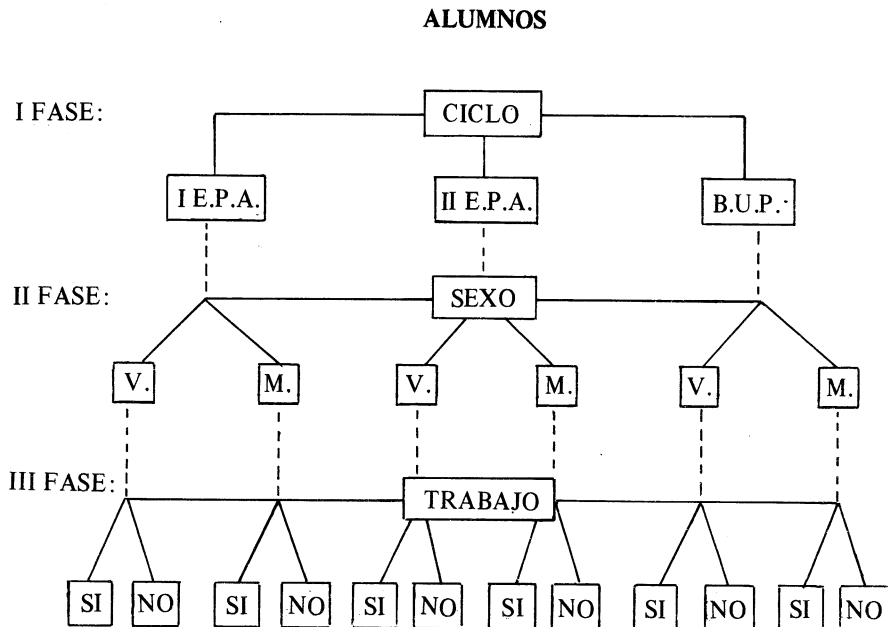 ALUMNOS
I FASE: CICLO
I E.P.A. II E.P.A. B.U.P.
II FASE: SEXO
V. M. V. M. V. M.
III FASE: TRABAJO
SI NO SI NO SI NO SI NO SI NO SI NO